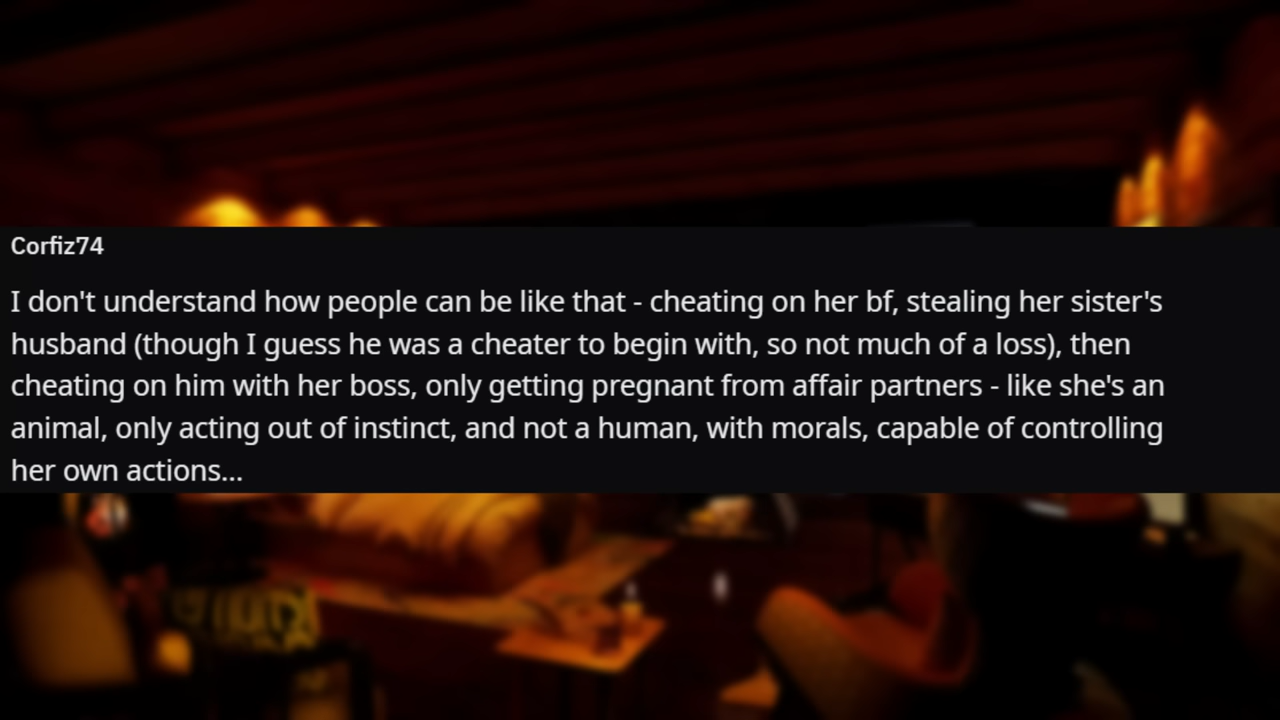 Corfiz74
I don't understand how people can be like that - cheating on her bf, stealing her sister's
husband (though I guess he was a cheater to begin with, so not much of a loss), then
cheating on him with her boss, only getting pregnant from affair partners - like she's an
animal, only acting out of instinct, and not a human, with morals, capable of controlling
her own actions...